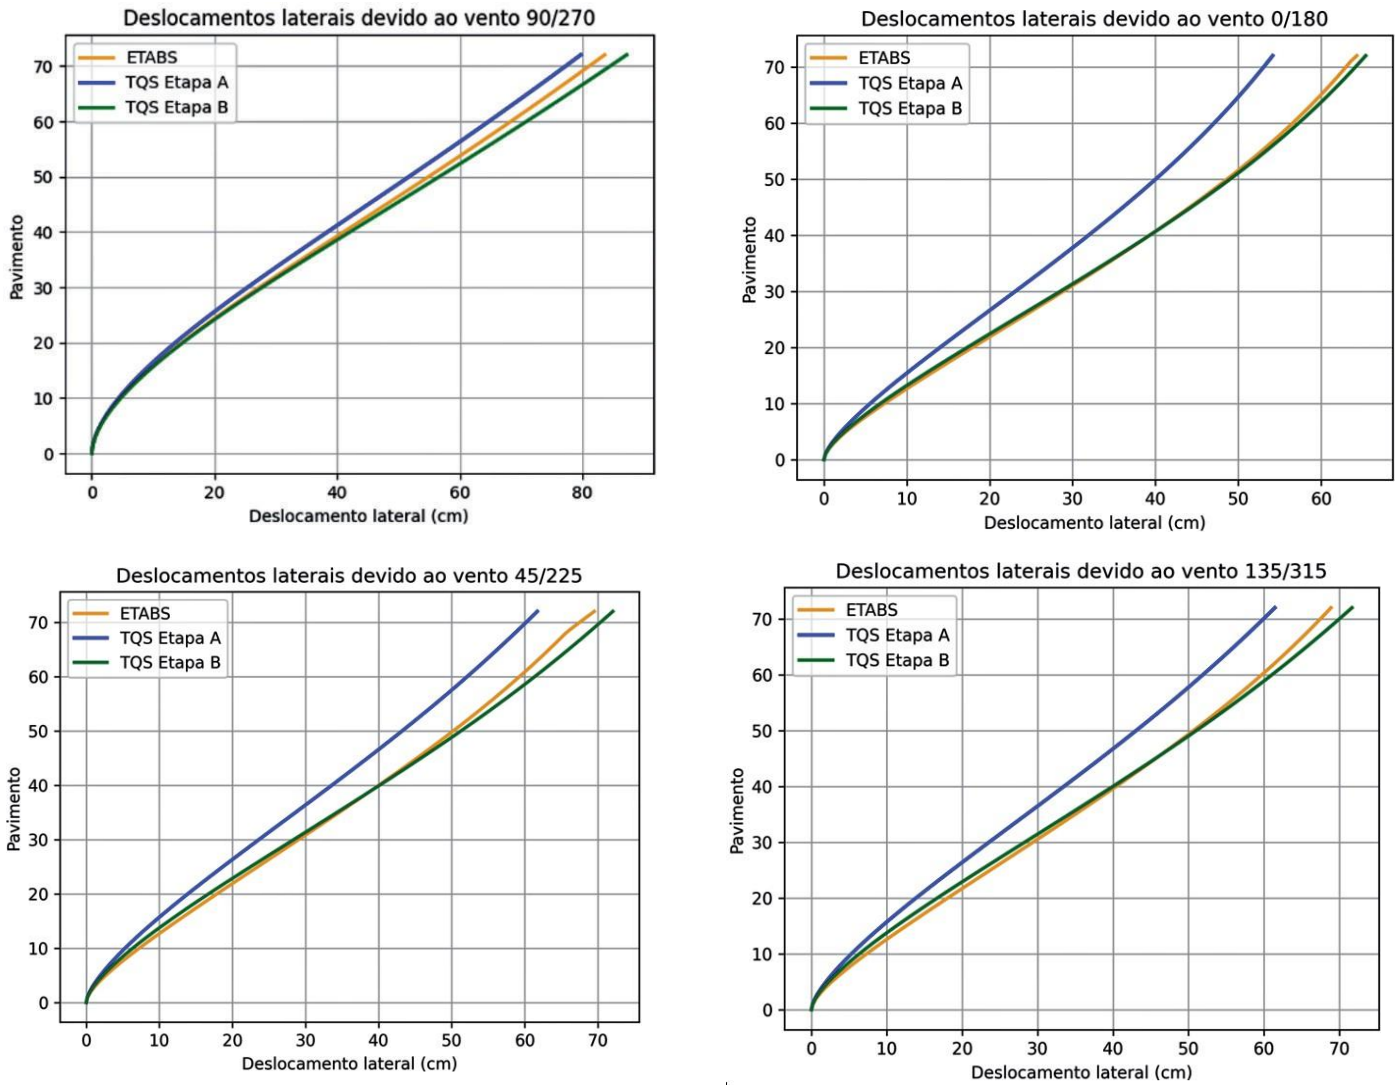 Deslocamentos laterais devido ao vento 90/270
ETABS
TQS Etapa A
TQS Etapa B
70
60
50
40
30
20
10
0
Pavimento
0 20 40 60 80
Deslocamento lateral (cm)
Deslocamentos laterais devido ao vento 0/180
ETABS
TQS Etapa A
TQS Etapa B
70
60
50
40
30
20
10
0
Pavimento
0 10 20 30 40 50 60
Deslocamento lateral (cm)
Deslocamentos laterais devido ao vento 45/225
ETABS
TQS Etapa A
TQS Etapa B
70
60
50
40
30
20
10
0
Pavimento
0 10 20 30 40 50 60 70
Deslocamento lateral (cm)
Deslocamentos laterais devido ao vento 135/315
ETABS
TQS Etapa A
TQS Etapa B
70
60
50
40
30
20
10
0
Pavimento
0 10 20 30 40 50 60 70
Deslocamento lateral (cm)